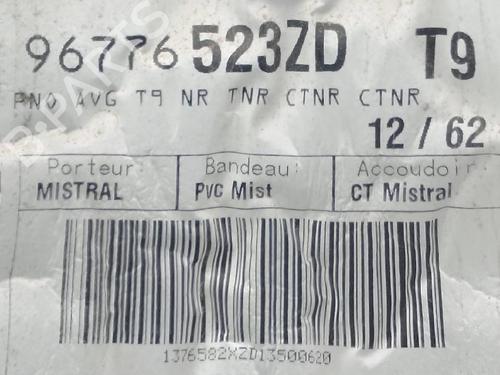 96776 523ZD T9
PNO AVG T9 NR TNR CTNR CTNR
12 / 62
Porteur: Bandeau: Accoudoir:
MISTRAL PVC Mist CT Mistral
1376582XZD13500620
B-PARTS